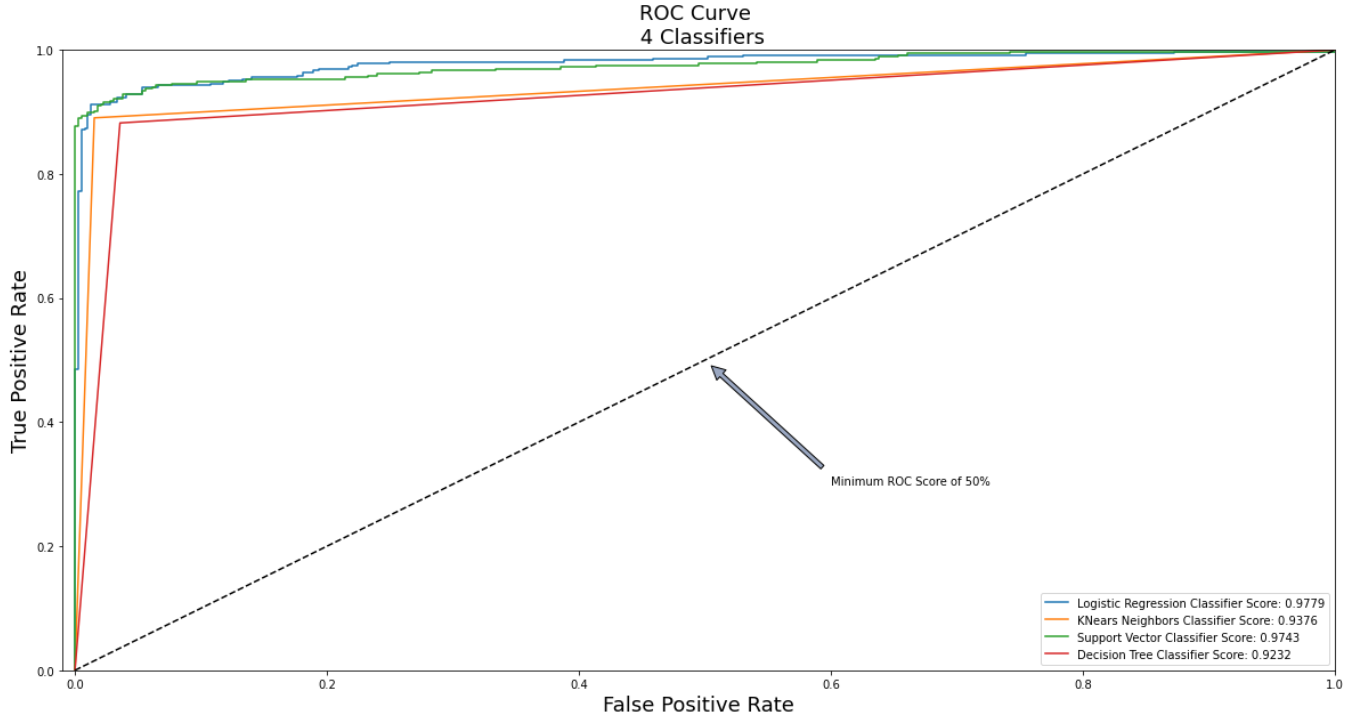 ROC Curve
4 Classifiers
True Positive Rate
1.0
0.8
0.6
0.4
0.2
0.0
Minimum ROC Score of 50%
Logistic Regression Classifier Score: 0.9779
KNears Neighbors Classifier Score: 0.9376
Support Vector Classifier Score: 0.9743
Decision Tree Classifier Score: 0.9232
0.0 0.2 0.4 0.6 0.8 1.0
False Positive Rate